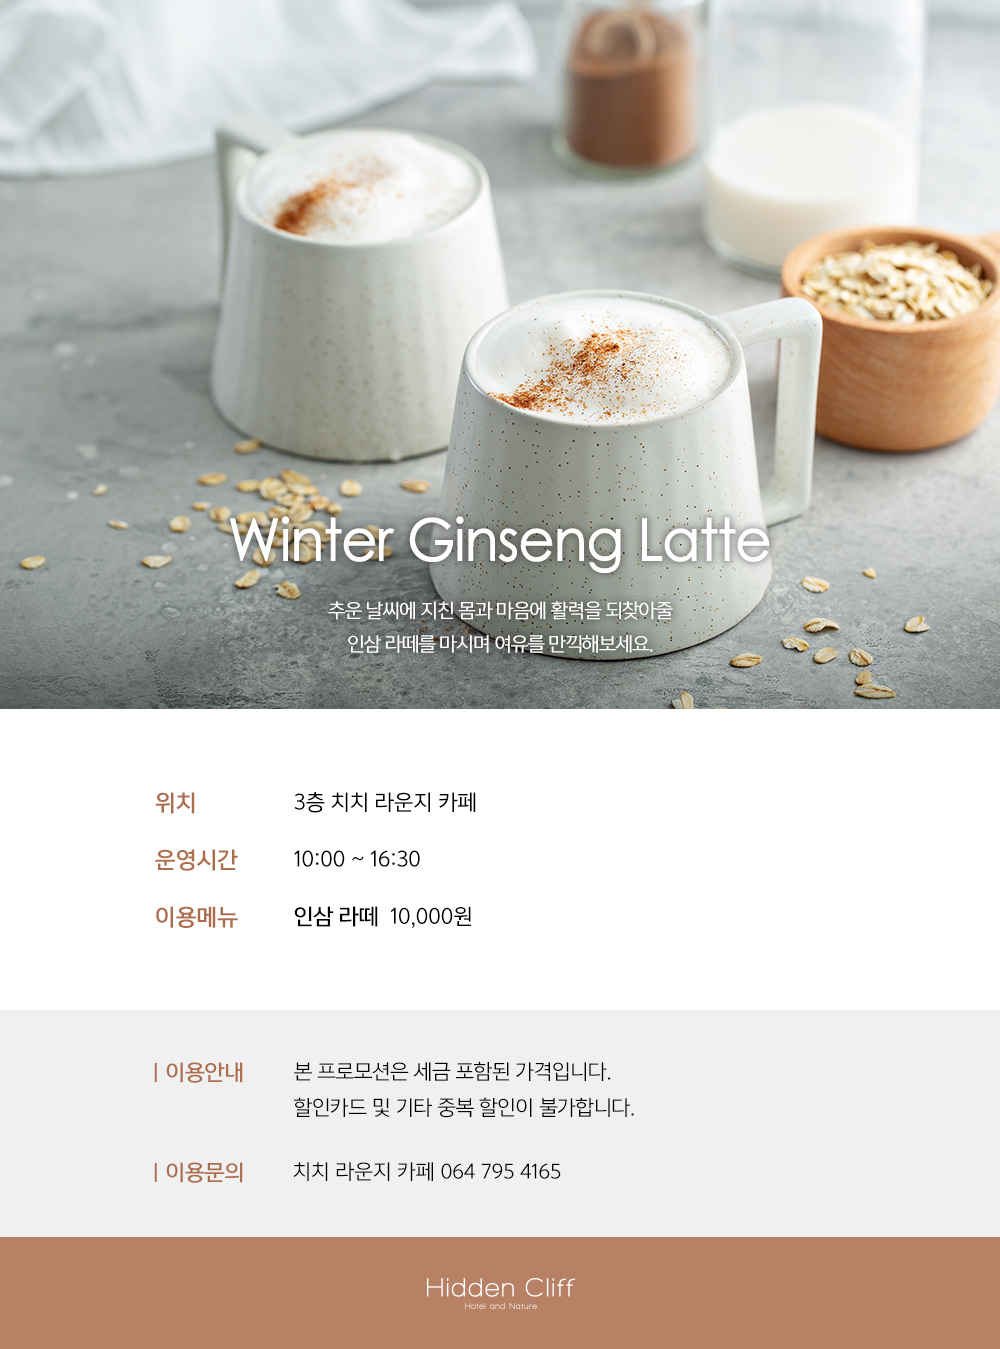 Winter Ginseng Latte
추운 날씨에 지친 몸과 마음에 활력을 되찾아줄
인삼 라떼를 마시며 여유를 만끽해보세요.
위치 3층 치치 라운지 카페
운영시간 10:00 ~ 16:30
이용메뉴 인삼 라떼 10,000원
| 이용안내 본 프로모션은 세금 포함된 가격입니다.
할인카드 및 기타 중복 할인이 불가합니다.
| 이용문의 치치 라운지 카페 064 795 4165
Hidden Cliff
Hotel and Nature